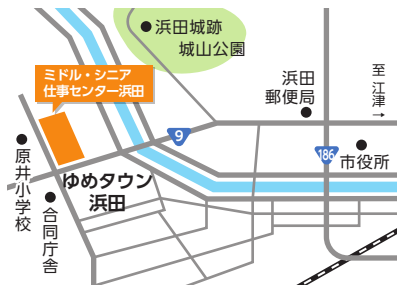 浜田城跡
城山公園
ミドル・シニア
仕事センター浜田
浜田
郵便局
至 江津→
9
186
市役所
原井小学校
ゆめタウン
浜田
合同庁舎